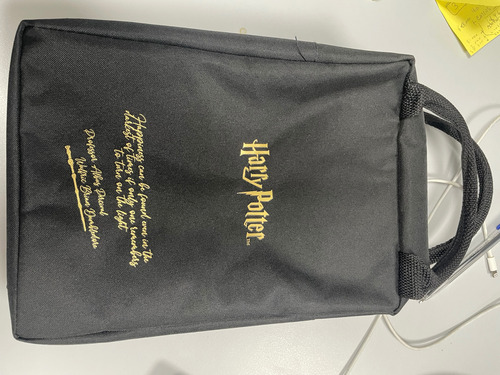 Harry Potter
TM
Happiness can be found even in the
darkest of times if only one remembers
to turn on the light
Professor Albus Percival
Wulfric Brian Dumbledore